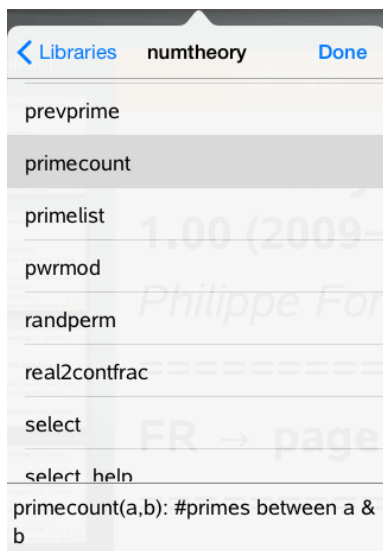 Libraries numtheory Done
prevprime
primecount
primelist
1.00 (2009–
pwrmod
Philippe For
randperm
real2contfrac
==========
select
FR → page
select_help
primecount(a,b): #primes between a &
b